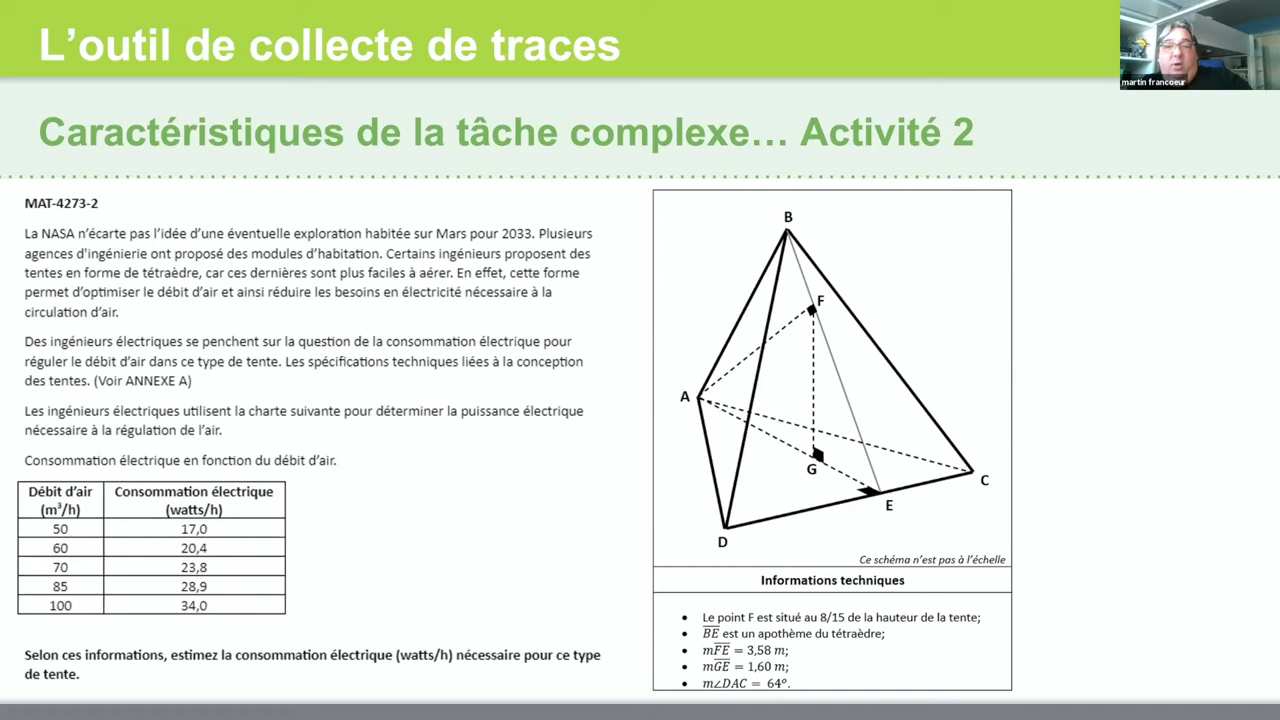 L'outil de collecte de traces
martin francoeur
Caractéristiques de la tâche complexe… Activité 2
MAT-4273-2
La NASA n'écarte pas l'idée d'une éventuelle exploration habitée sur Mars pour 2033. Plusieurs
agences d'ingénierie ont proposé des modules d'habitation. Certains ingénieurs proposent des
tentes en forme de tétraèdre, car ces dernières sont plus faciles à aérer. En effet, cette forme
permet d'optimiser le débit d'air et ainsi réduire les besoins en électricité nécessaire à la
circulation d'air.
Des ingénieurs électriques se penchent sur la question de la consommation électrique pour
réguler le débit d'air dans ce type de tente. Les spécifications techniques liées à la conception
des tentes. (Voir ANNEXE A)
Les ingénieurs électriques utilisent la charte suivante pour déterminer la puissance électrique
nécessaire à la régulation de l'air.
Consommation électrique en fonction du débit d'air.
Débit d'air (m³/h) Consommation électrique (watts/h)
50 17,0
60 20,4
70 23,8
85 28,9
100 34,0
Selon ces informations, estimez la consommation électrique (watts/h) nécessaire pour ce type
de tente.
B
F
A
G
C
E
D
Ce schéma n'est pas à l'échelle
Informations techniques
• Le point F est situé au 8/15 de la hauteur de la tente;
• B̅E̅ est un apothème du tétraèdre;
• mF̅E̅ = 3,58 m;
• mG̅E̅ = 1,60 m;
• m∠DAC = 64º.